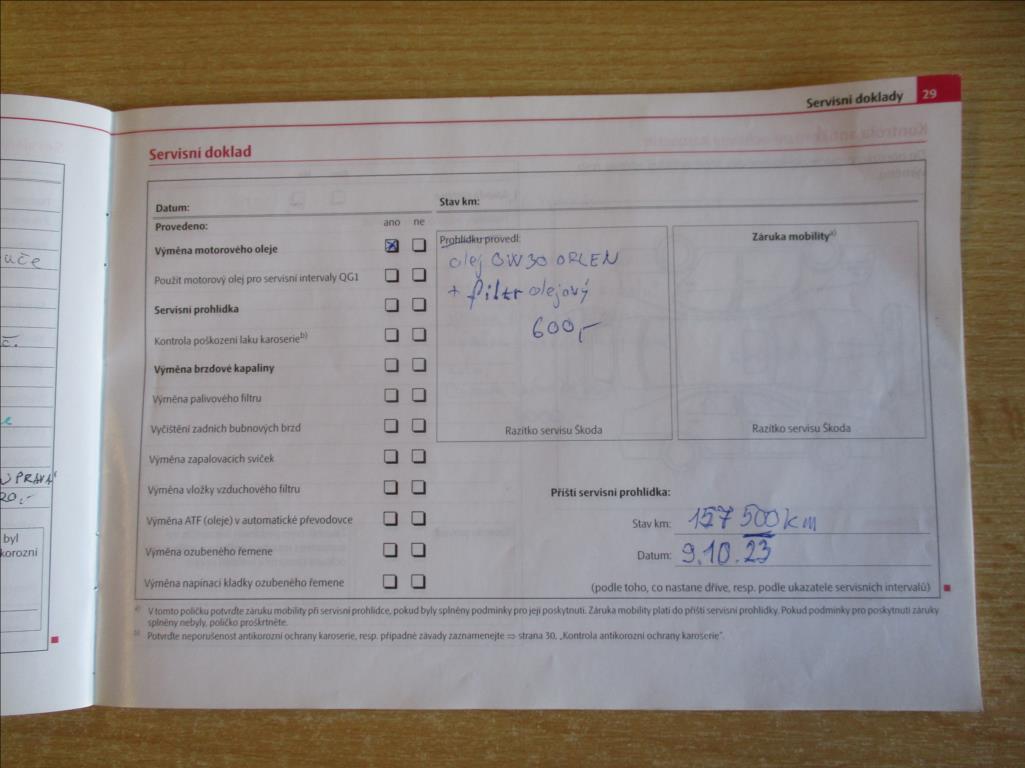 Servisní doklady 29
Servisní doklad
Datum:
Stav km:
Provedeno: ano ne
Výměna motorového oleje
Použit motorový olej pro servisní intervaly QG1
Servisní prohlídka
Kontrola poškození laku karoserie b)
Výměna brzdové kapaliny
Výměna palivového filtru
Vyčištění zadních bubnových brzd
Výměna zapalovacích svíček
Výměna vložky vzduchového filtru
Výměna ATF (oleje) v automatické převodovce
Výměna ozubeného řemene
Výměna napínací kladky ozubeného řemene
Prohlídku provedl:
olej 0W30 ORLEN
+ filtr olejový
600,-
Razítko servisu Škoda
Záruka mobility a)
Razítko servisu Škoda
Příští servisní prohlídka:
Stav km: 157 500 km
Datum: 9.10.23
(podle toho, co nastane dříve, resp. podle ukazatele servisních intervalů)
a) V tomto políčku potvrďte záruku mobility při servisní prohlídce, pokud byly splněny podmínky pro její poskytnutí. Záruka mobility platí do příští servisní prohlídky. Pokud podmínky pro poskytnutí záruky
splněny nebyly, políčko proškrtněte.
b) Potvrďte neporušenost antikorozní ochrany karoserie, resp. případné závady zaznamenejte ⇒ strana 30, „Kontrola antikorozní ochrany karoserie“.
byl